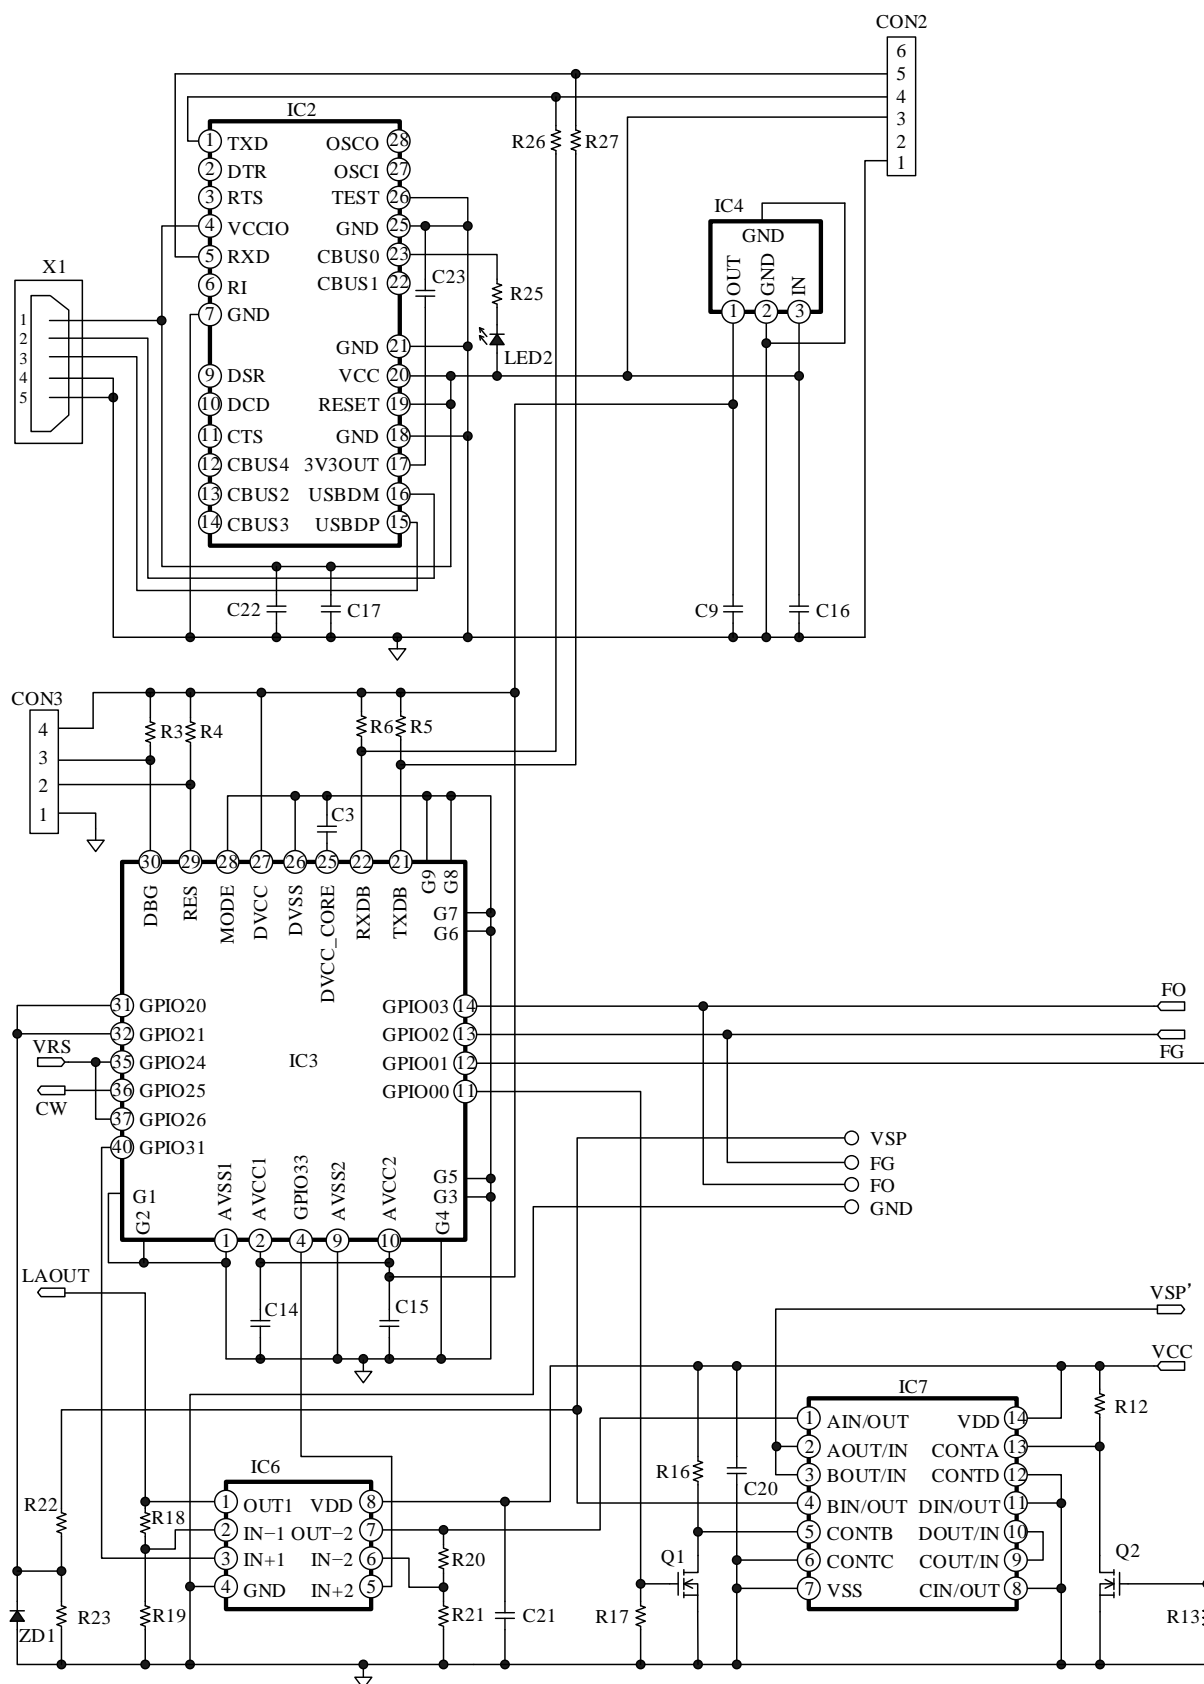 CON2
6
5
4
3
2
1
IC2
R26
R27
1 TXD OSCO 28
2 DTR OSCI 27
3 RTS TEST 26
4 VCCIO GND 25
5 RXD CBUS0 23
6 RI CBUS1 22
7 GND
GND 21
9 DSR VCC 20
10 DCD RESET 19
11 CTS GND 18
12 CBUS4 3V3OUT 17
13 CBUS2 USBDM 16
14 CBUS3 USBDP 15
C23
R25
LED2
X1
1
2
3
4
5
IC4
GND
OUT
GND
IN
1 2 3
C22
C17
C9
C16
CON3
4
3
2
1
R3
R4
R6
R5
C3
30 29 28 27 26 25 22 21
DBG
RES
MODE
DVCC
DVSS
DVCC_CORE
RXDB
TXDB
G9
G8
G7
G6
31 GPIO20
32 GPIO21
35 GPIO24
36 GPIO25
37 GPIO26
40 GPIO31
VRS
CW
IC3
GPIO03 14
GPIO02 13
GPIO01 12
GPIO00 11
FO
FG
VSP
FG
FO
GND
G1
G2
AVSS1
AVCC1
GPIO33
AVSS2
AVCC2
G5
G3
G4
1 2 4 9 10
LAOUT
C14
C15
VSP'
VCC
IC7
R12
1 AIN/OUT VDD 14
2 AOUT/IN CONTA 13
3 BOUT/IN CONTD 12
4 BIN/OUT DIN/OUT 11
5 CONTB DOUT/IN 10
6 CONTC COUT/IN 9
7 VSS CIN/OUT 8
R16
C20
Q1
Q2
R17
R13
IC6
1 OUT1 VDD 8
2 IN−1 OUT−2 7
3 IN+1 IN−2 6
4 GND IN+2 5
R22
R18
R20
R21
C21
R19
R23
ZD1